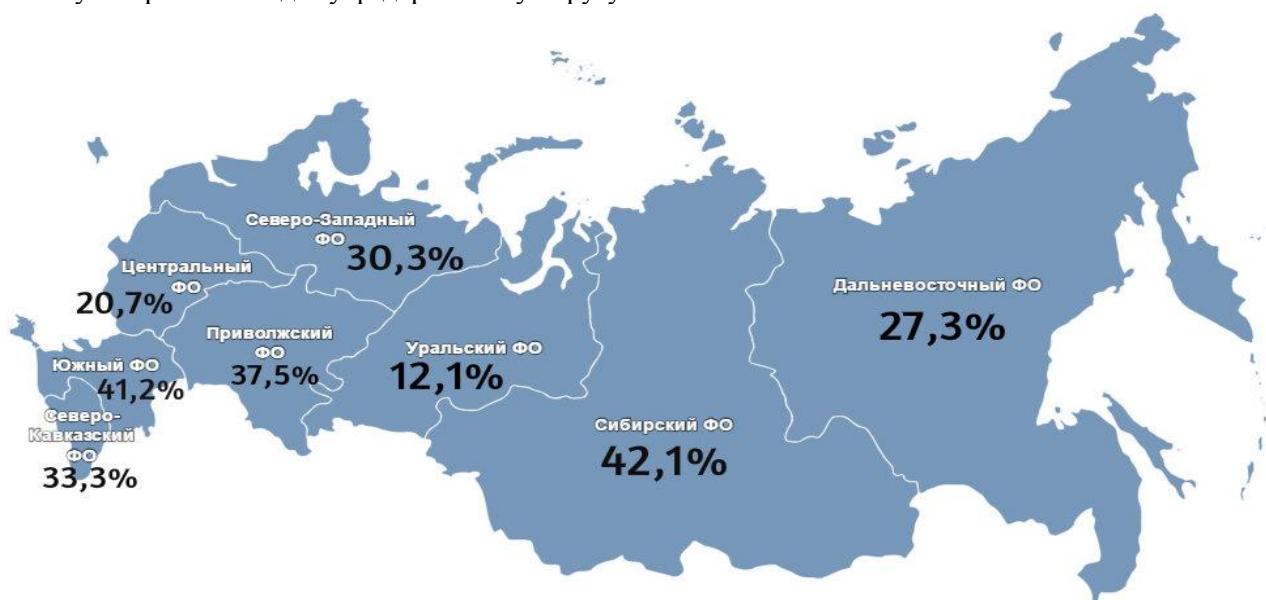 Северо-Западный
ФО
30,3%
Центральный
ФО
20,7%
Приволжский
ФО
37,5%
Уральский ФО
12,1%
Дальневосточный ФО
27,3%
Южный ФО
41,2%
Северо-
Кавказский
ФО
33,3%
Сибирский ФО
42,1%